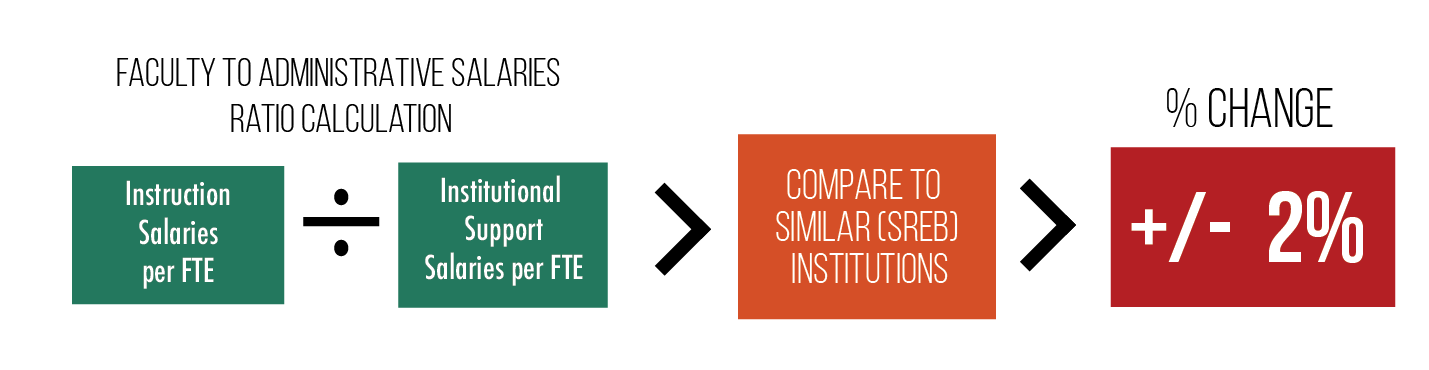 FACULTY TO ADMINISTRATIVE SALARIES
RATIO CALCULATION
Instruction
Salaries
per FTE
÷
Institutional
Support
Salaries per FTE
>
COMPARE TO
SIMILAR (SREB)
INSTITUTIONS
>
% CHANGE
+/- 2%